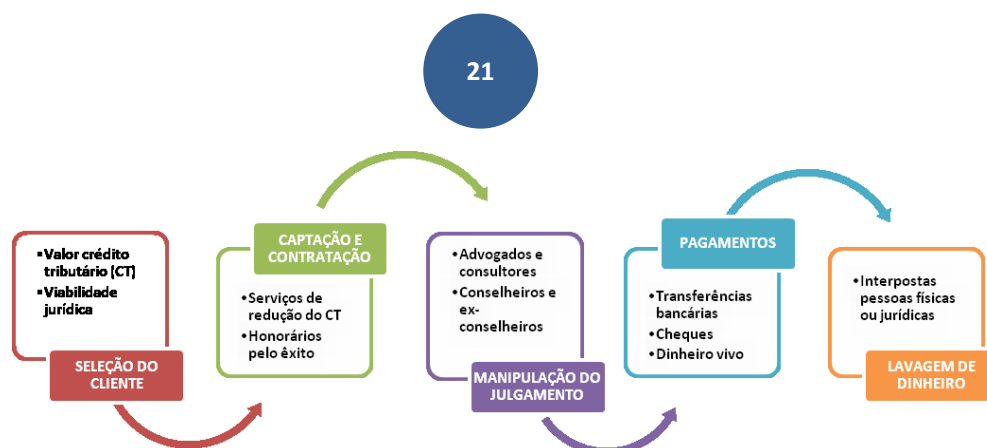 21
▪Valor crédito
tributário (CT)
▪Viabilidade
jurídica
SELEÇÃO DO
CLIENTE
CAPTAÇÃO E
CONTRATAÇÃO
•Serviços de
redução do CT
•Honorários
pelo êxito
•Advogados e
consultores
•Conselheiros e
ex-
conselheiros
MANIPULAÇÃO DO
JULGAMENTO
PAGAMENTOS
•Transferências
bancárias
•Cheques
•Dinheiro vivo
•Interpostas
pessoas físicas
ou jurídicas
LAVAGEM DE
DINHEIRO